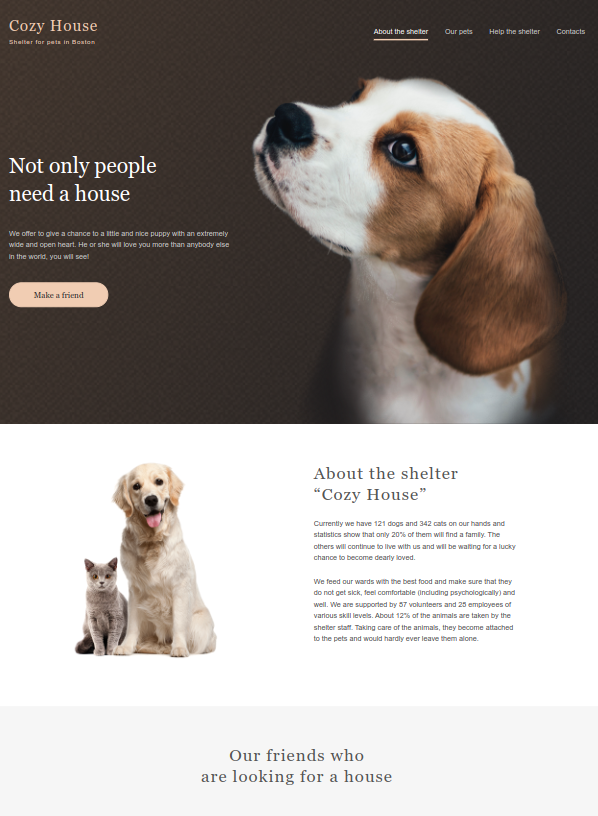 Cozy House
Shelter for pets in Boston
About the shelter
Our pets
Help the shelter
Contacts
Not only people
need a house
We offer to give a chance to a little and nice puppy with an extremely
wide and open heart. He or she will love you more than anybody else
in the world, you will see!
Make a friend
About the shelter
“Cozy House”
Currently we have 121 dogs and 342 cats on our hands and
statistics show that only 20% of them will find a family. The
others will continue to live with us and will be waiting for a lucky
chance to become dearly loved.
We feed our wards with the best food and make sure that they
do not get sick, feel comfortable (including psychologically) and
well. We are supported by 57 volunteers and 25 employees of
various skill levels. About 12% of the animals are taken by the
shelter staff. Taking care of the animals, they become attached
to the pets and would hardly ever leave them alone.
Our friends who
are looking for a house